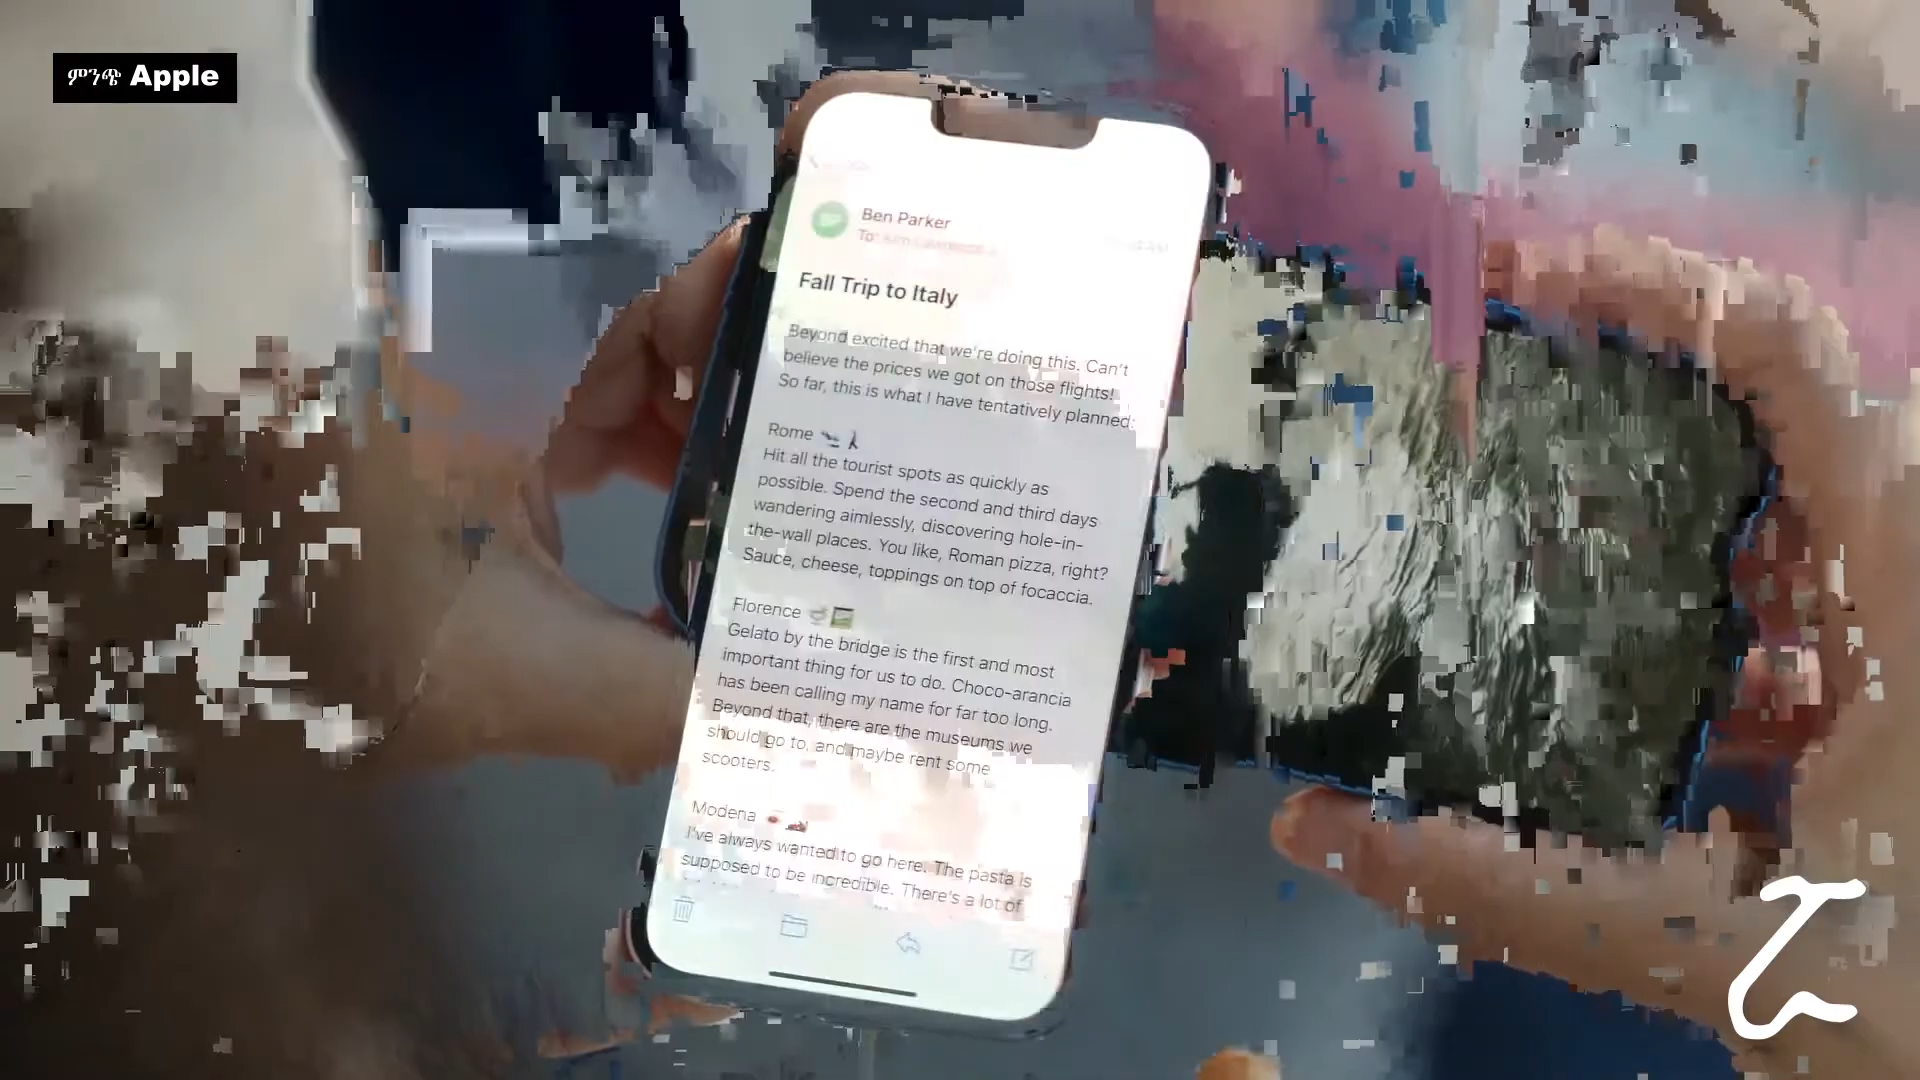 ምንጭ Apple
Ben Parker
To:
Fall Trip to Italy
Beyond excited that we're doing this. Can't
believe the prices we got on those flights!
So far, this is what I have tentatively planned:
Rome
Hit all the tourist spots as quickly as
possible. Spend the second and third days
wandering aimlessly, discovering hole-in-
the-wall places. You like, Roman pizza, right?
Sauce, cheese, toppings on top of focaccia.
Florence
Gelato by the bridge is the first and most
important thing for us to do. Choco-arancia
has been calling my name for far too long.
Beyond that, there are the museums we
should go to, and maybe rent some
scooters.
Modena
I've always wanted to go here. The pasta is
supposed to be incredible. There's a lot of